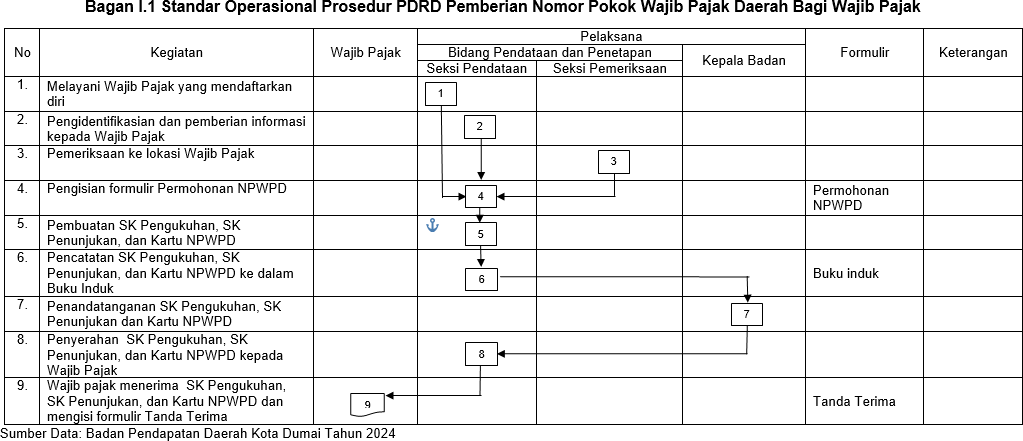 Bagan I.1 Standar Operasional Prosedur PDRD Pemberian Nomor Pokok Wajib Pajak Daerah Bagi Wajib Pajak
No
Kegiatan
Wajib Pajak
Pelaksana
Bidang Pendataan dan Penetapan
Seksi Pendataan
Seksi Pemeriksaan
Kepala Badan
Formulir
Keterangan
1.
Melayani Wajib Pajak yang mendaftarkan
diri
1
2.
Pengidentifikasian dan pemberian informasi
kepada Wajib Pajak
2
3.
Pemeriksaan ke lokasi Wajib Pajak
3
4.
Pengisian formulir Permohonan NPWPD
4
Permohonan
NPWPD
5.
Pembuatan SK Pengukuhan, SK
Penunjukan, dan Kartu NPWPD
5
6.
Pencatatan SK Pengukuhan, SK
Penunjukan, dan Kartu NPWPD ke dalam
Buku Induk
6
Buku induk
7.
Penandatanganan SK Pengukuhan, SK
Penunjukan dan Kartu NPWPD
7
8.
Penyerahan SK Pengukuhan, SK
Penunjukan, dan Kartu NPWPD kepada
Wajib Pajak
8
9.
Wajib pajak menerima SK Pengukuhan,
SK Penunjukan, dan Kartu NPWPD dan
mengisi formulir Tanda Terima
9
Tanda Terima
Sumber Data: Badan Pendapatan Daerah Kota Dumai Tahun 2024